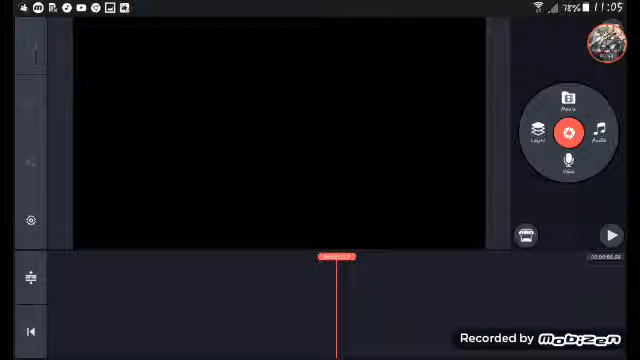 78% 11:05
Media
Layer
Audio
Voice
Recorded by MOBIZEN